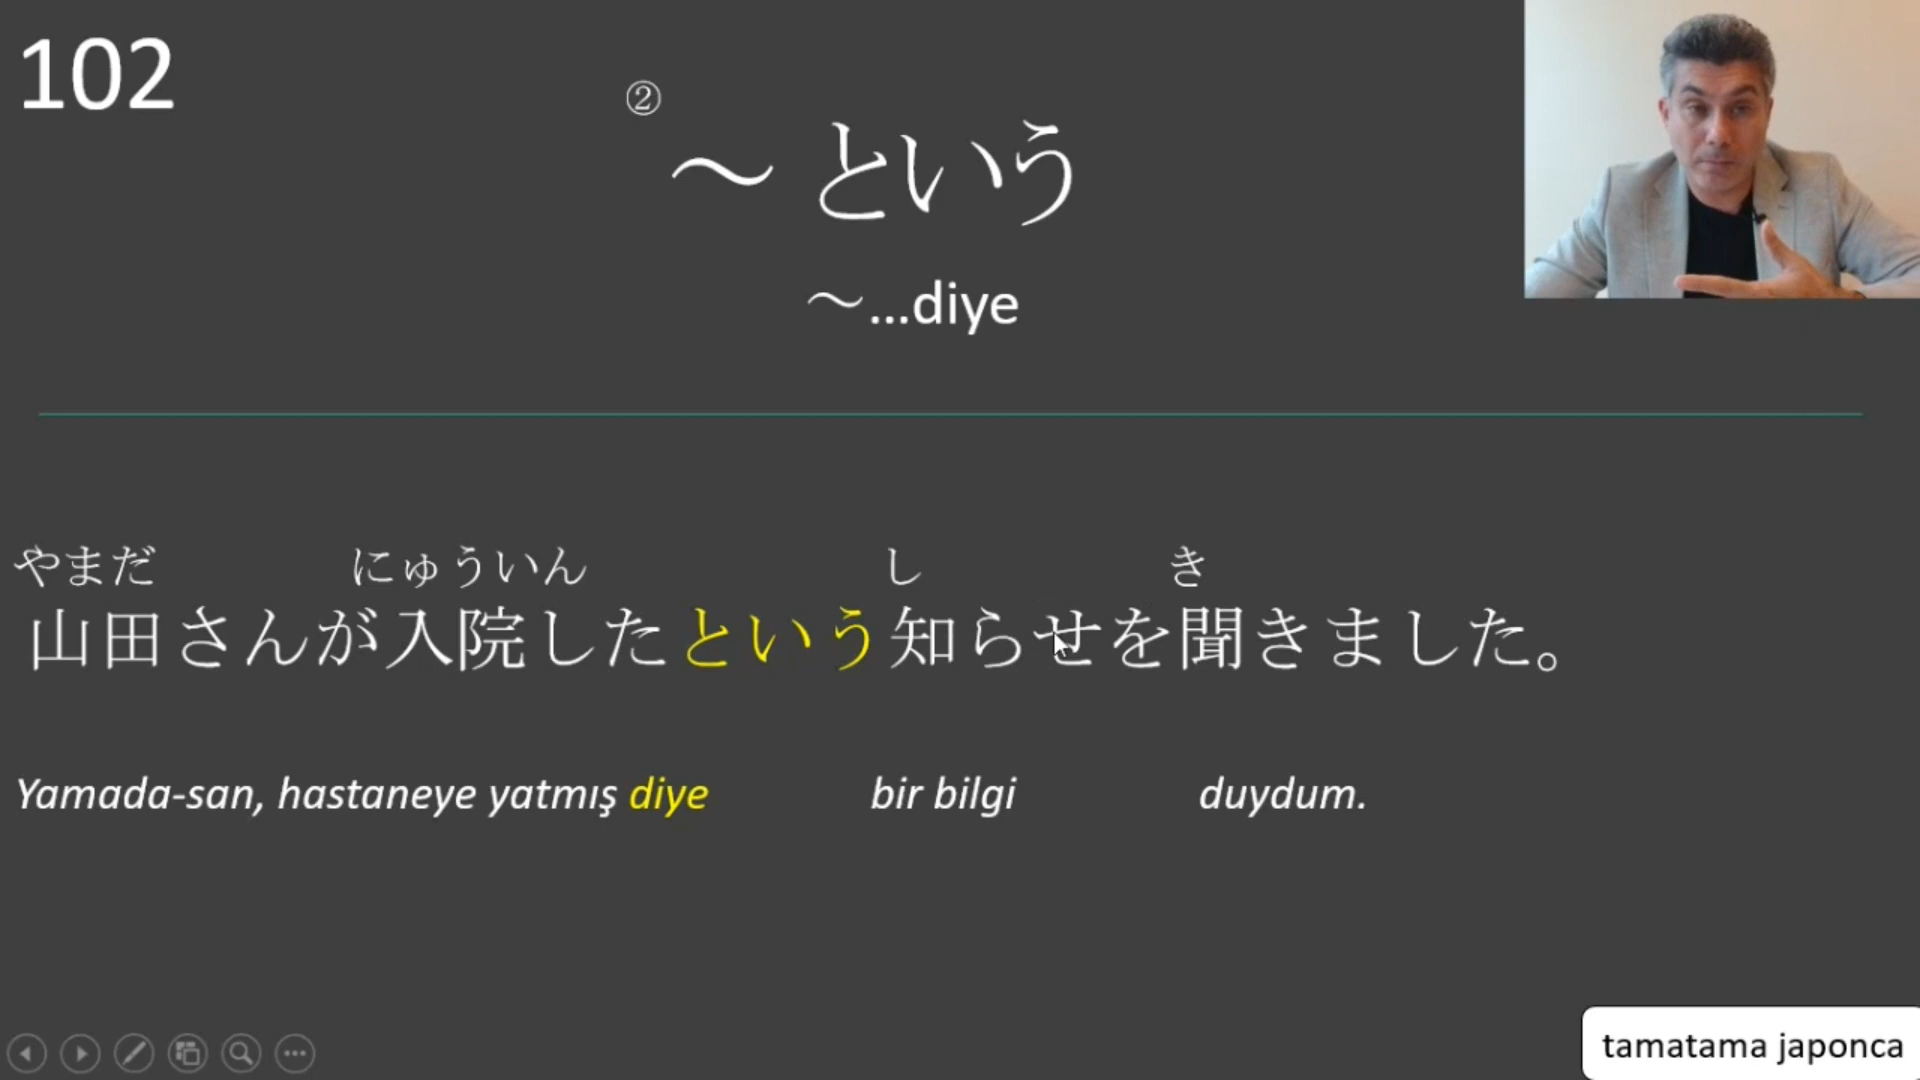 102
②
～ という
～...diye
やまだ にゅういん し き
山田さんが入院したという知らせを聞きました。
Yamada-san, hastaneye yatmış diye bir bilgi duydum.
tamatama japonca